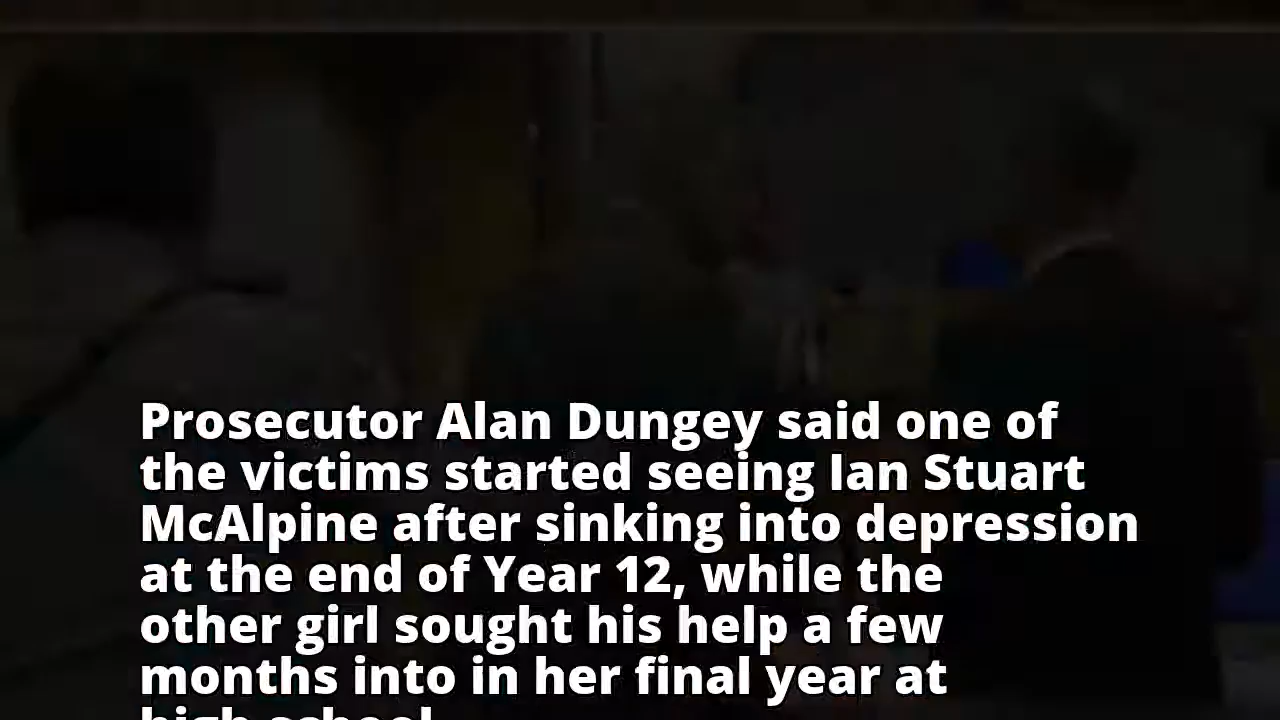 Prosecutor Alan Dungey said one of
the victims started seeing Ian Stuart
McAlpine after sinking into depression
at the end of Year 12, while the
other girl sought his help a few
months into in her final year at
high school